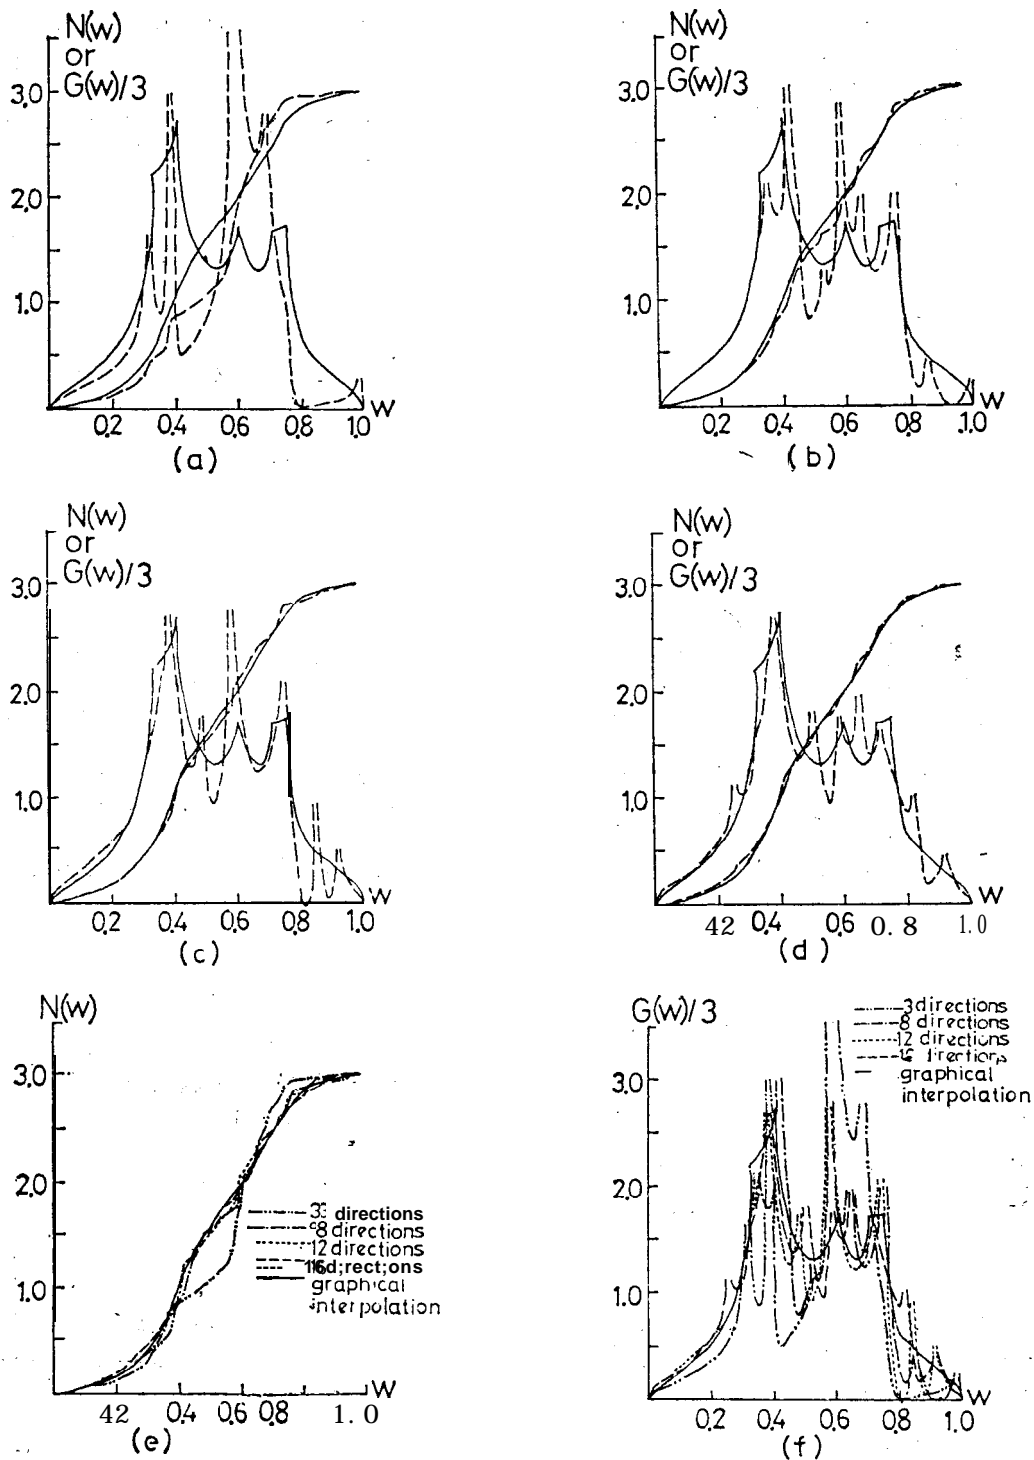 N(w)
or
G(w)/3
3.0
2.0
1.0
0.2 0.4 0.6 0.8 1.0 W
(a)
N(w)
or
G(w)/3
3.0
2.0
1.0
0.2 0.4 0.6 0.8 1.0 W
(b)
N(w)
or
G(w)/3
3.0
2.0
1.0
0.2 0.4 0.6 0.8 1.0 W
(c)
N(w)
or
G(w)/3
3.0
2.0
1.0
42 0.4 0.6 0.8 1.0
(d)
N(w)
3.0
2.0
1.0
3 directions
8 directions
12 directions
16 d;rect;ons
graphical
interpolation
42 0.4 0.6 0.8 1.0 W
(e)
G(w)/3
3 directions
8 directions
12 directions
graphical
interpolation
3.0
2.0
1.0
0.2 0.4 0.6 0.8 1.0 W
(f)